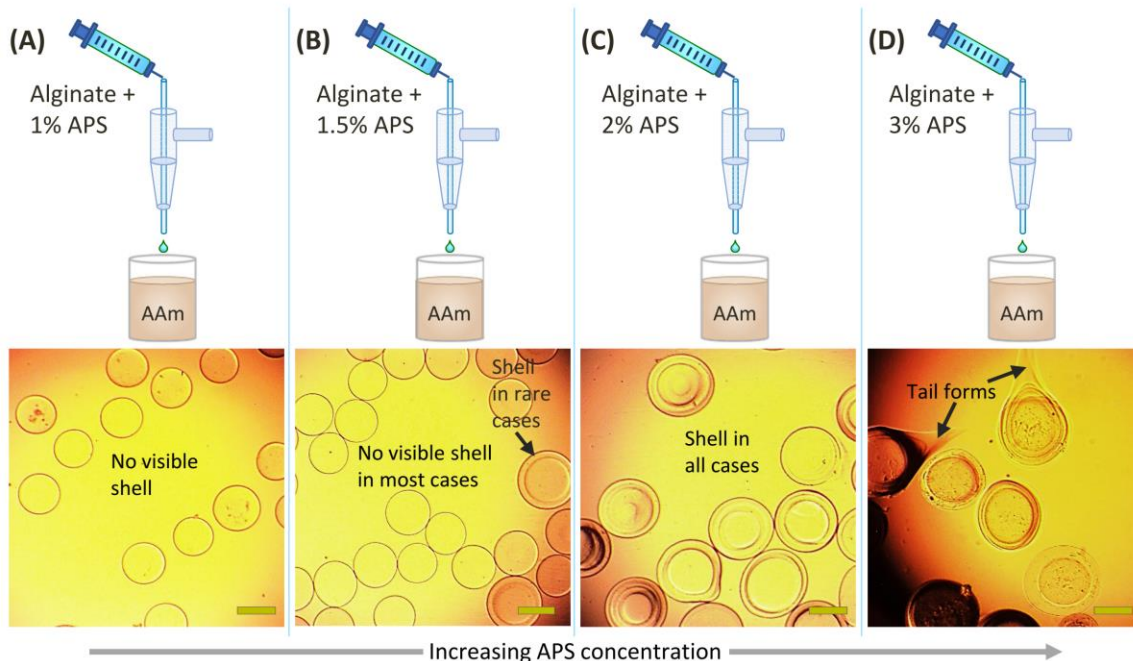 (A)
Alginate +
1% APS
AAm
No visible
shell
(B)
Alginate +
1.5% APS
AAm
Shell
in rare
cases
No visible shell
in most cases
(C)
Alginate +
2% APS
AAm
Shell in
all cases
(D)
Alginate +
3% APS
AAm
Tail forms
Increasing APS concentration